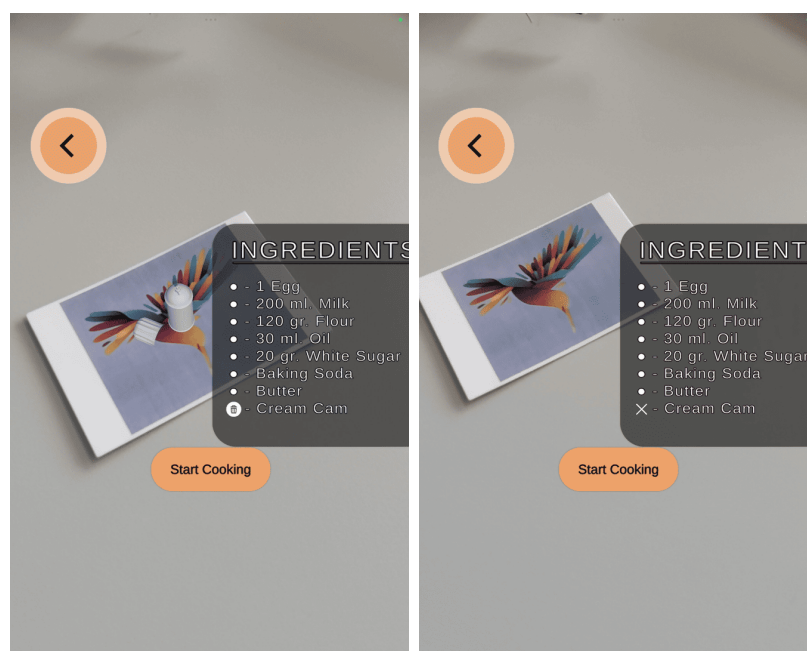 INGREDIENTS
- 1 Egg
- 200 ml. Milk
- 120 gr. Flour
- 30 ml. Oil
- 20 gr. White Sugar
- Baking Soda
- Butter
- Cream Cam
Start Cooking
INGREDIENT
- 1 Egg
- 200 ml. Milk
- 120 gr. Flour
- 30 ml. Oil
- 20 gr. White Sugar
- Baking Soda
- Butter
- Cream Cam
Start Cooking